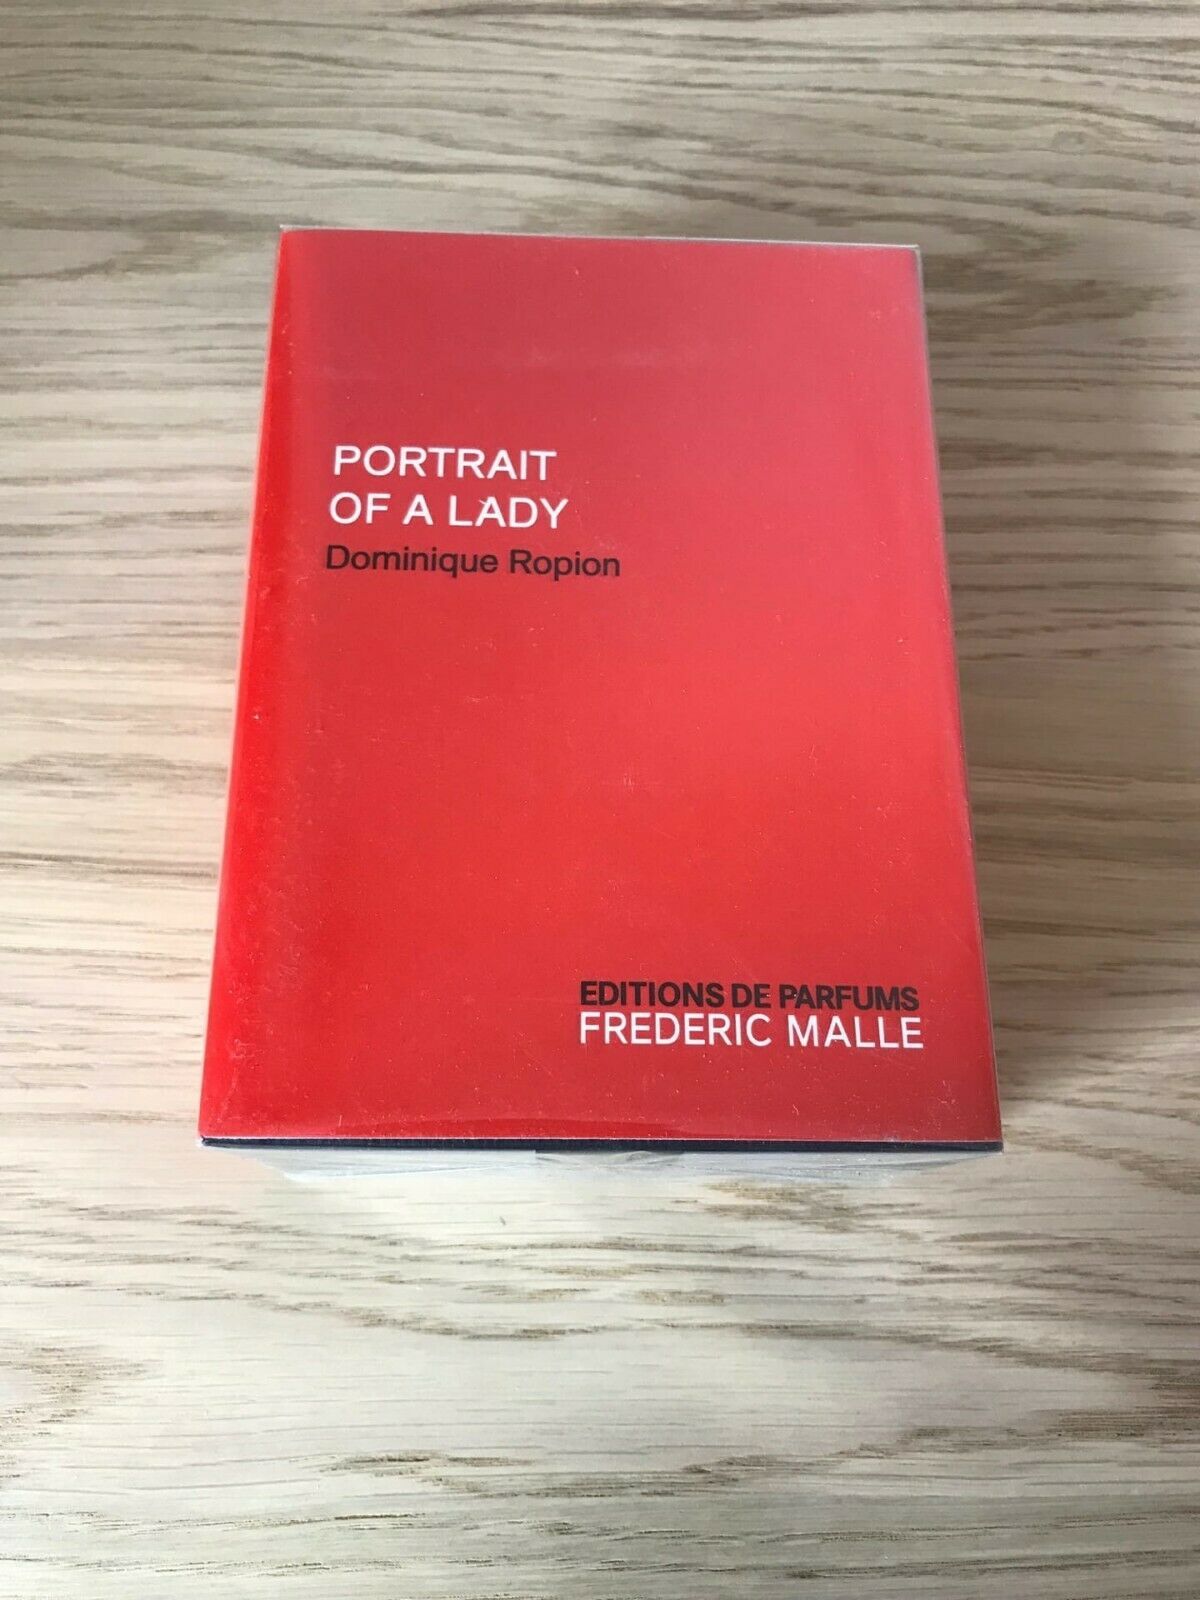 PORTRAIT
OF A LADY
Dominique Ropion
EDITIONS DE PARFUMS
FREDERIC MALLE